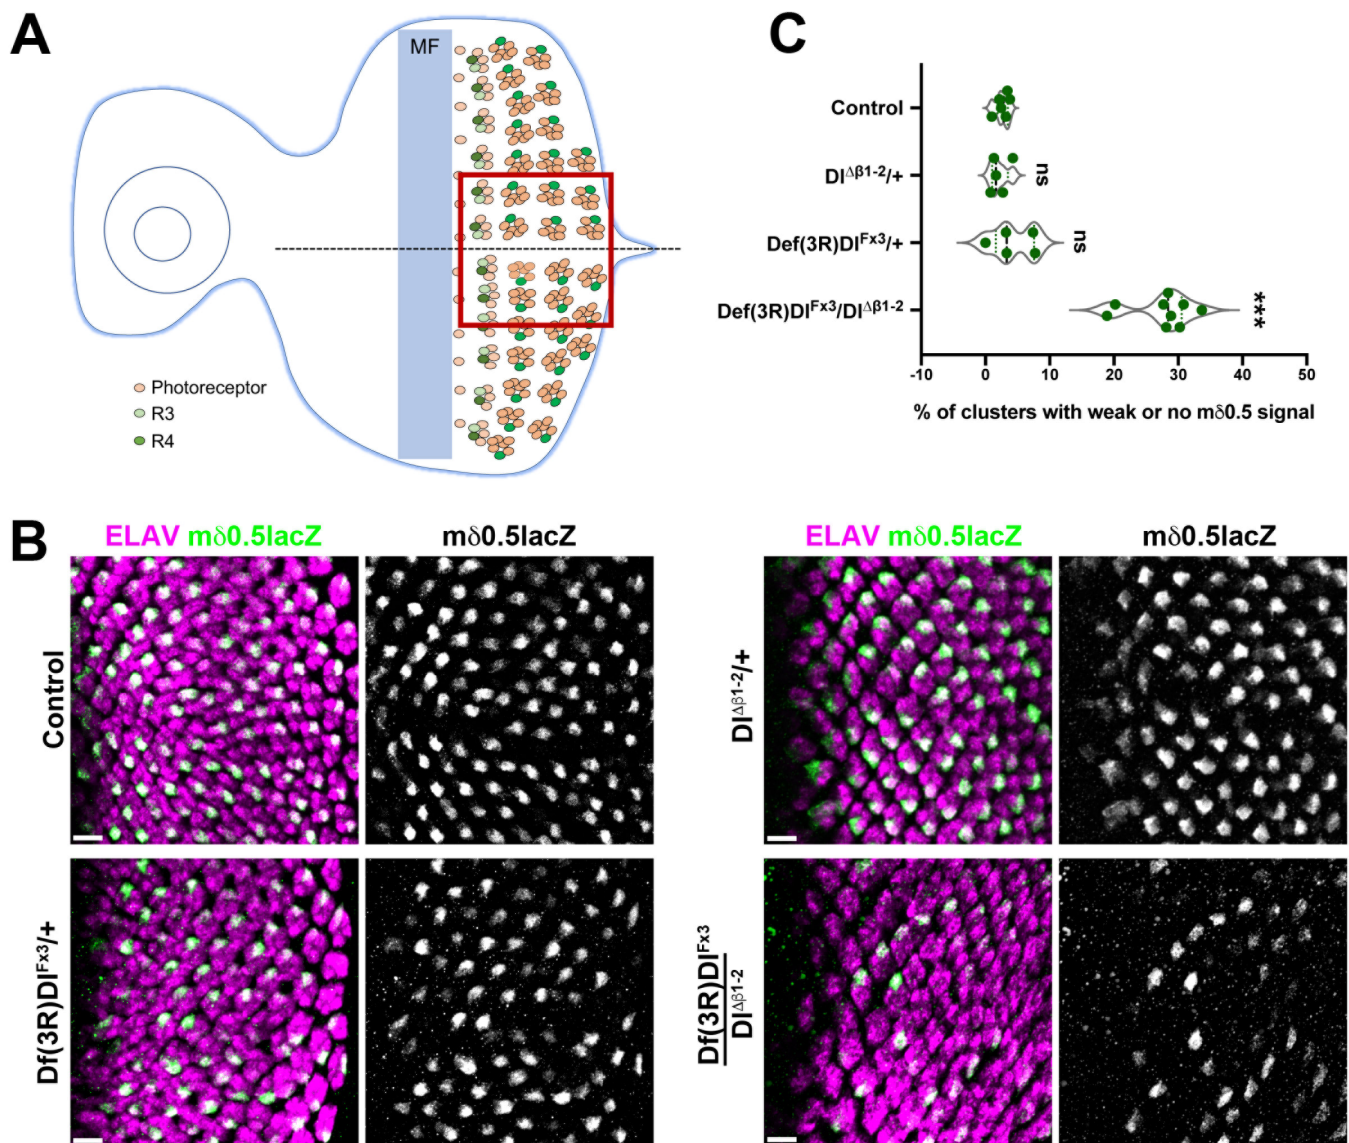 A
MF
Photoreceptor
R3
R4
C
Control
Dl^Δβ1-2/+
ns
Def(3R)Dl^Fx3/+
ns
Def(3R)Dl^Fx3/Dl^Δβ1-2
***
-10 0 10 20 30 40 50
% of clusters with weak or no mδ0.5 signal
B
ELAV mδ0.5lacZ
mδ0.5lacZ
ELAV mδ0.5lacZ
mδ0.5lacZ
Control
Dl^Δβ1-2/+
Df(3R)Dl^Fx3/+
Df(3R)Dl^Fx3
Dl^Δβ1-2